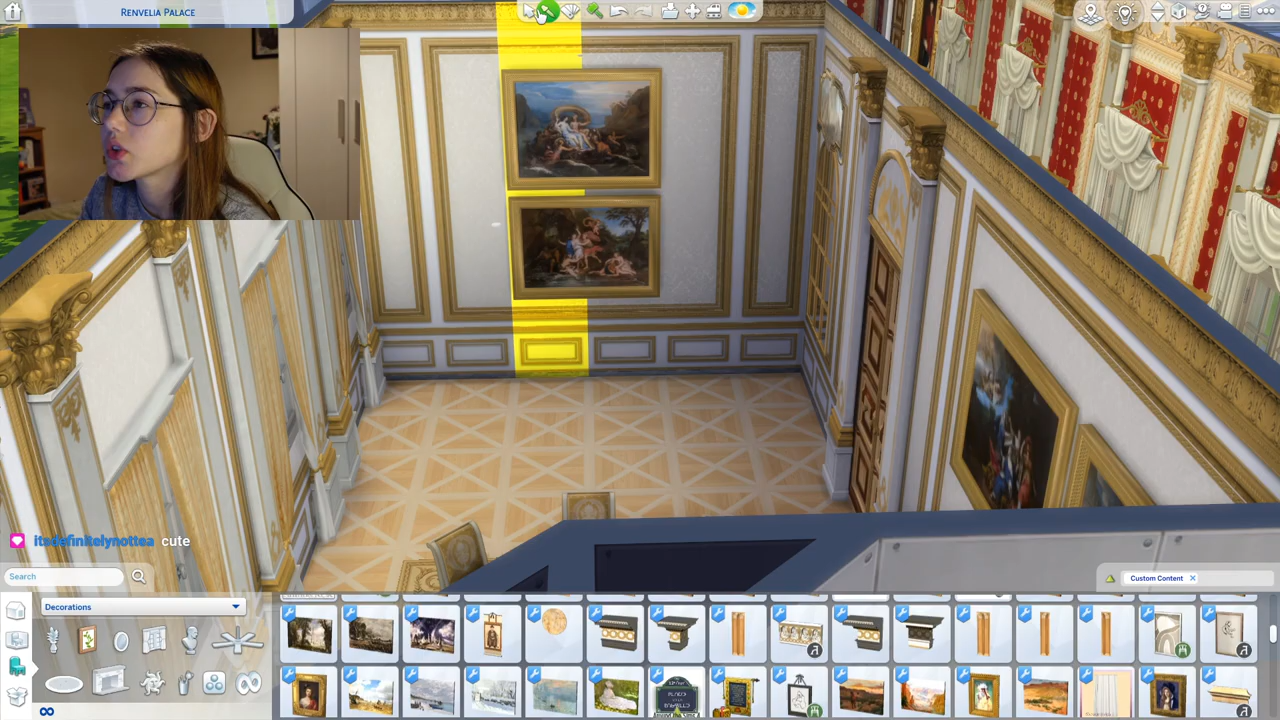 RENVELIA PALACE
itsdefinitelynottea cute
Search
Custom Content ×
Decorations